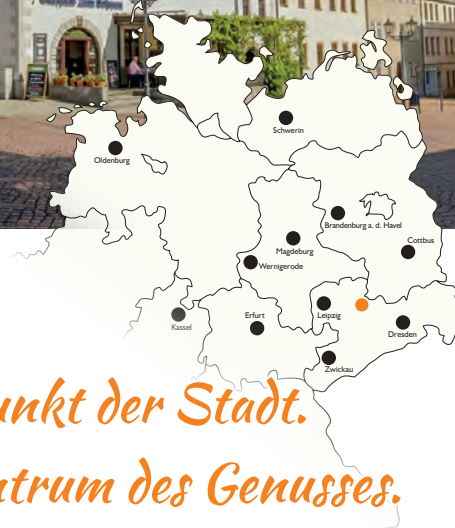 Schwerin
Oldenburg
Brandenburg a. d. Havel
Cottbus
Magdeburg
Wernigerode
Erfurt
Leipzig
Kassel
Dresden
Zwickau
unkt der Stadt.
ntrum des Genusses.